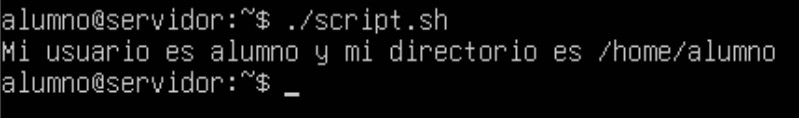 alumno@servidor:~$ ./script.sh
Mi usuario es alumno y mi directorio es /home/alumno
alumno@servidor:~$ _